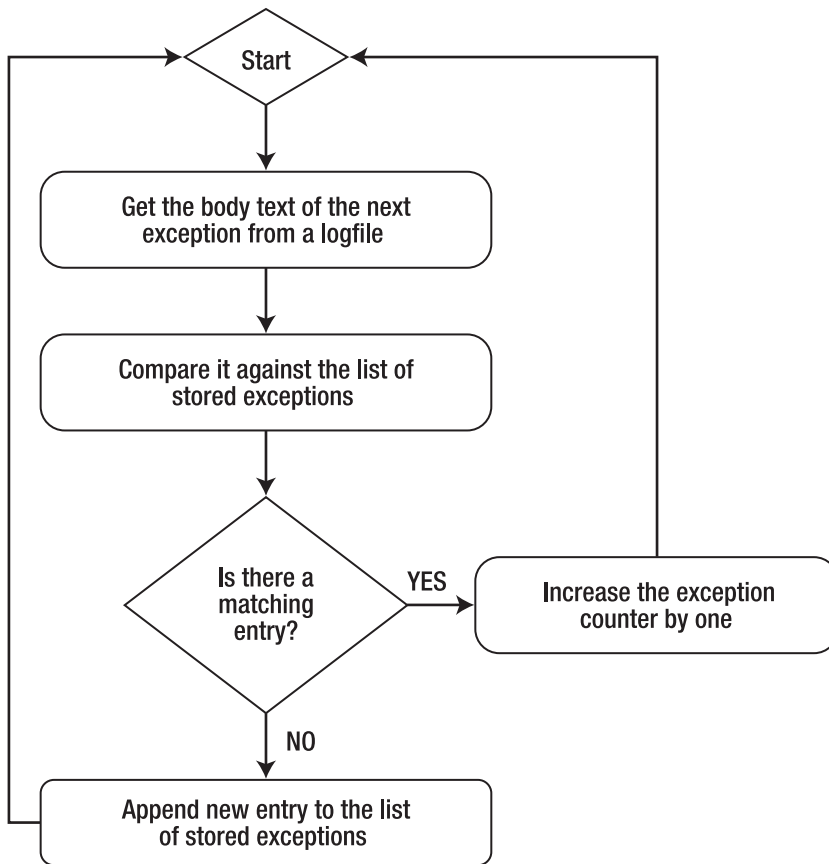 Start
Get the body text of the next
exception from a logfile
Compare it against the list of
stored exceptions
Is there a
matching
entry?
YES
Increase the exception
counter by one
NO
Append new entry to the list
of stored exceptions